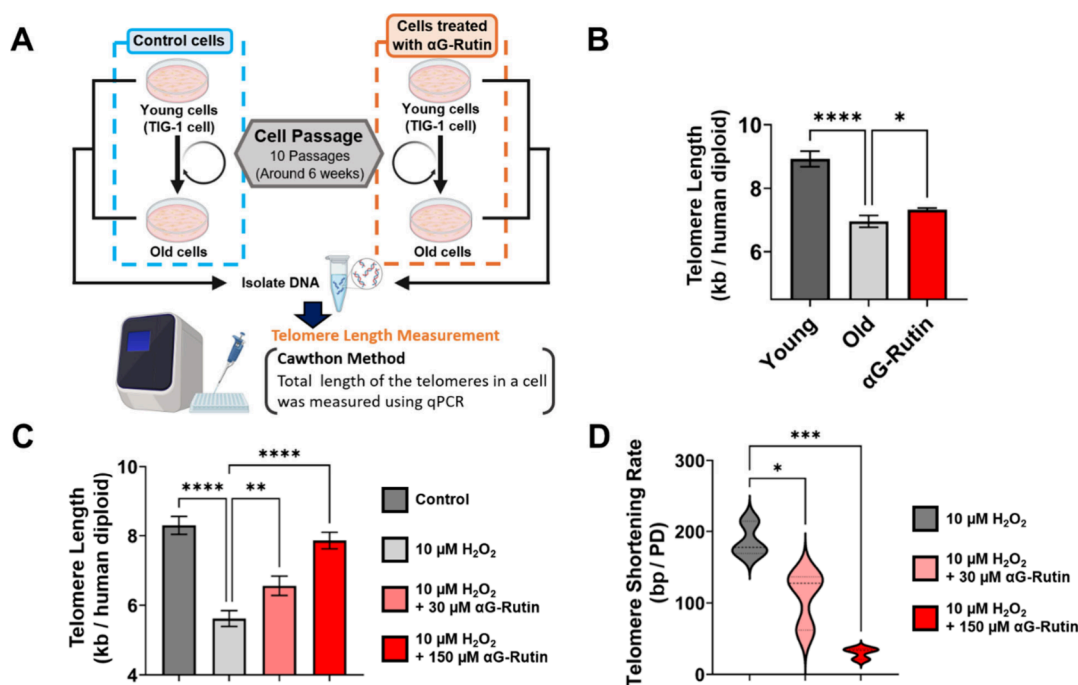 A
Control cells
Cells treated
with αG-Rutin
Young cells
(TIG-1 cell)
Young cells
(TIG-1 cell)
Cell Passage
10 Passages
(Around 6 weeks)
Old cells
Old cells
Isolate DNA
Telomere Length Measurement
Cawthon Method
Total length of the telomeres in a cell
was measured using qPCR
B
Telomere Length
(kb / human diploid)
10
8
6
****
*
Young
Old
αG-Rutin
C
Telomere Length
(kb / human diploid)
10
8
6
4
****
**
****
Control
10 μM H₂O₂
10 μM H₂O₂
+ 30 μM αG-Rutin
10 μM H₂O₂
+ 150 μM αG-Rutin
D
Telomere Shortening Rate
(bp / PD)
300
200
100
0
***
*
10 μM H₂O₂
10 μM H₂O₂
+ 30 μM αG-Rutin
10 μM H₂O₂
+ 150 μM αG-Rutin